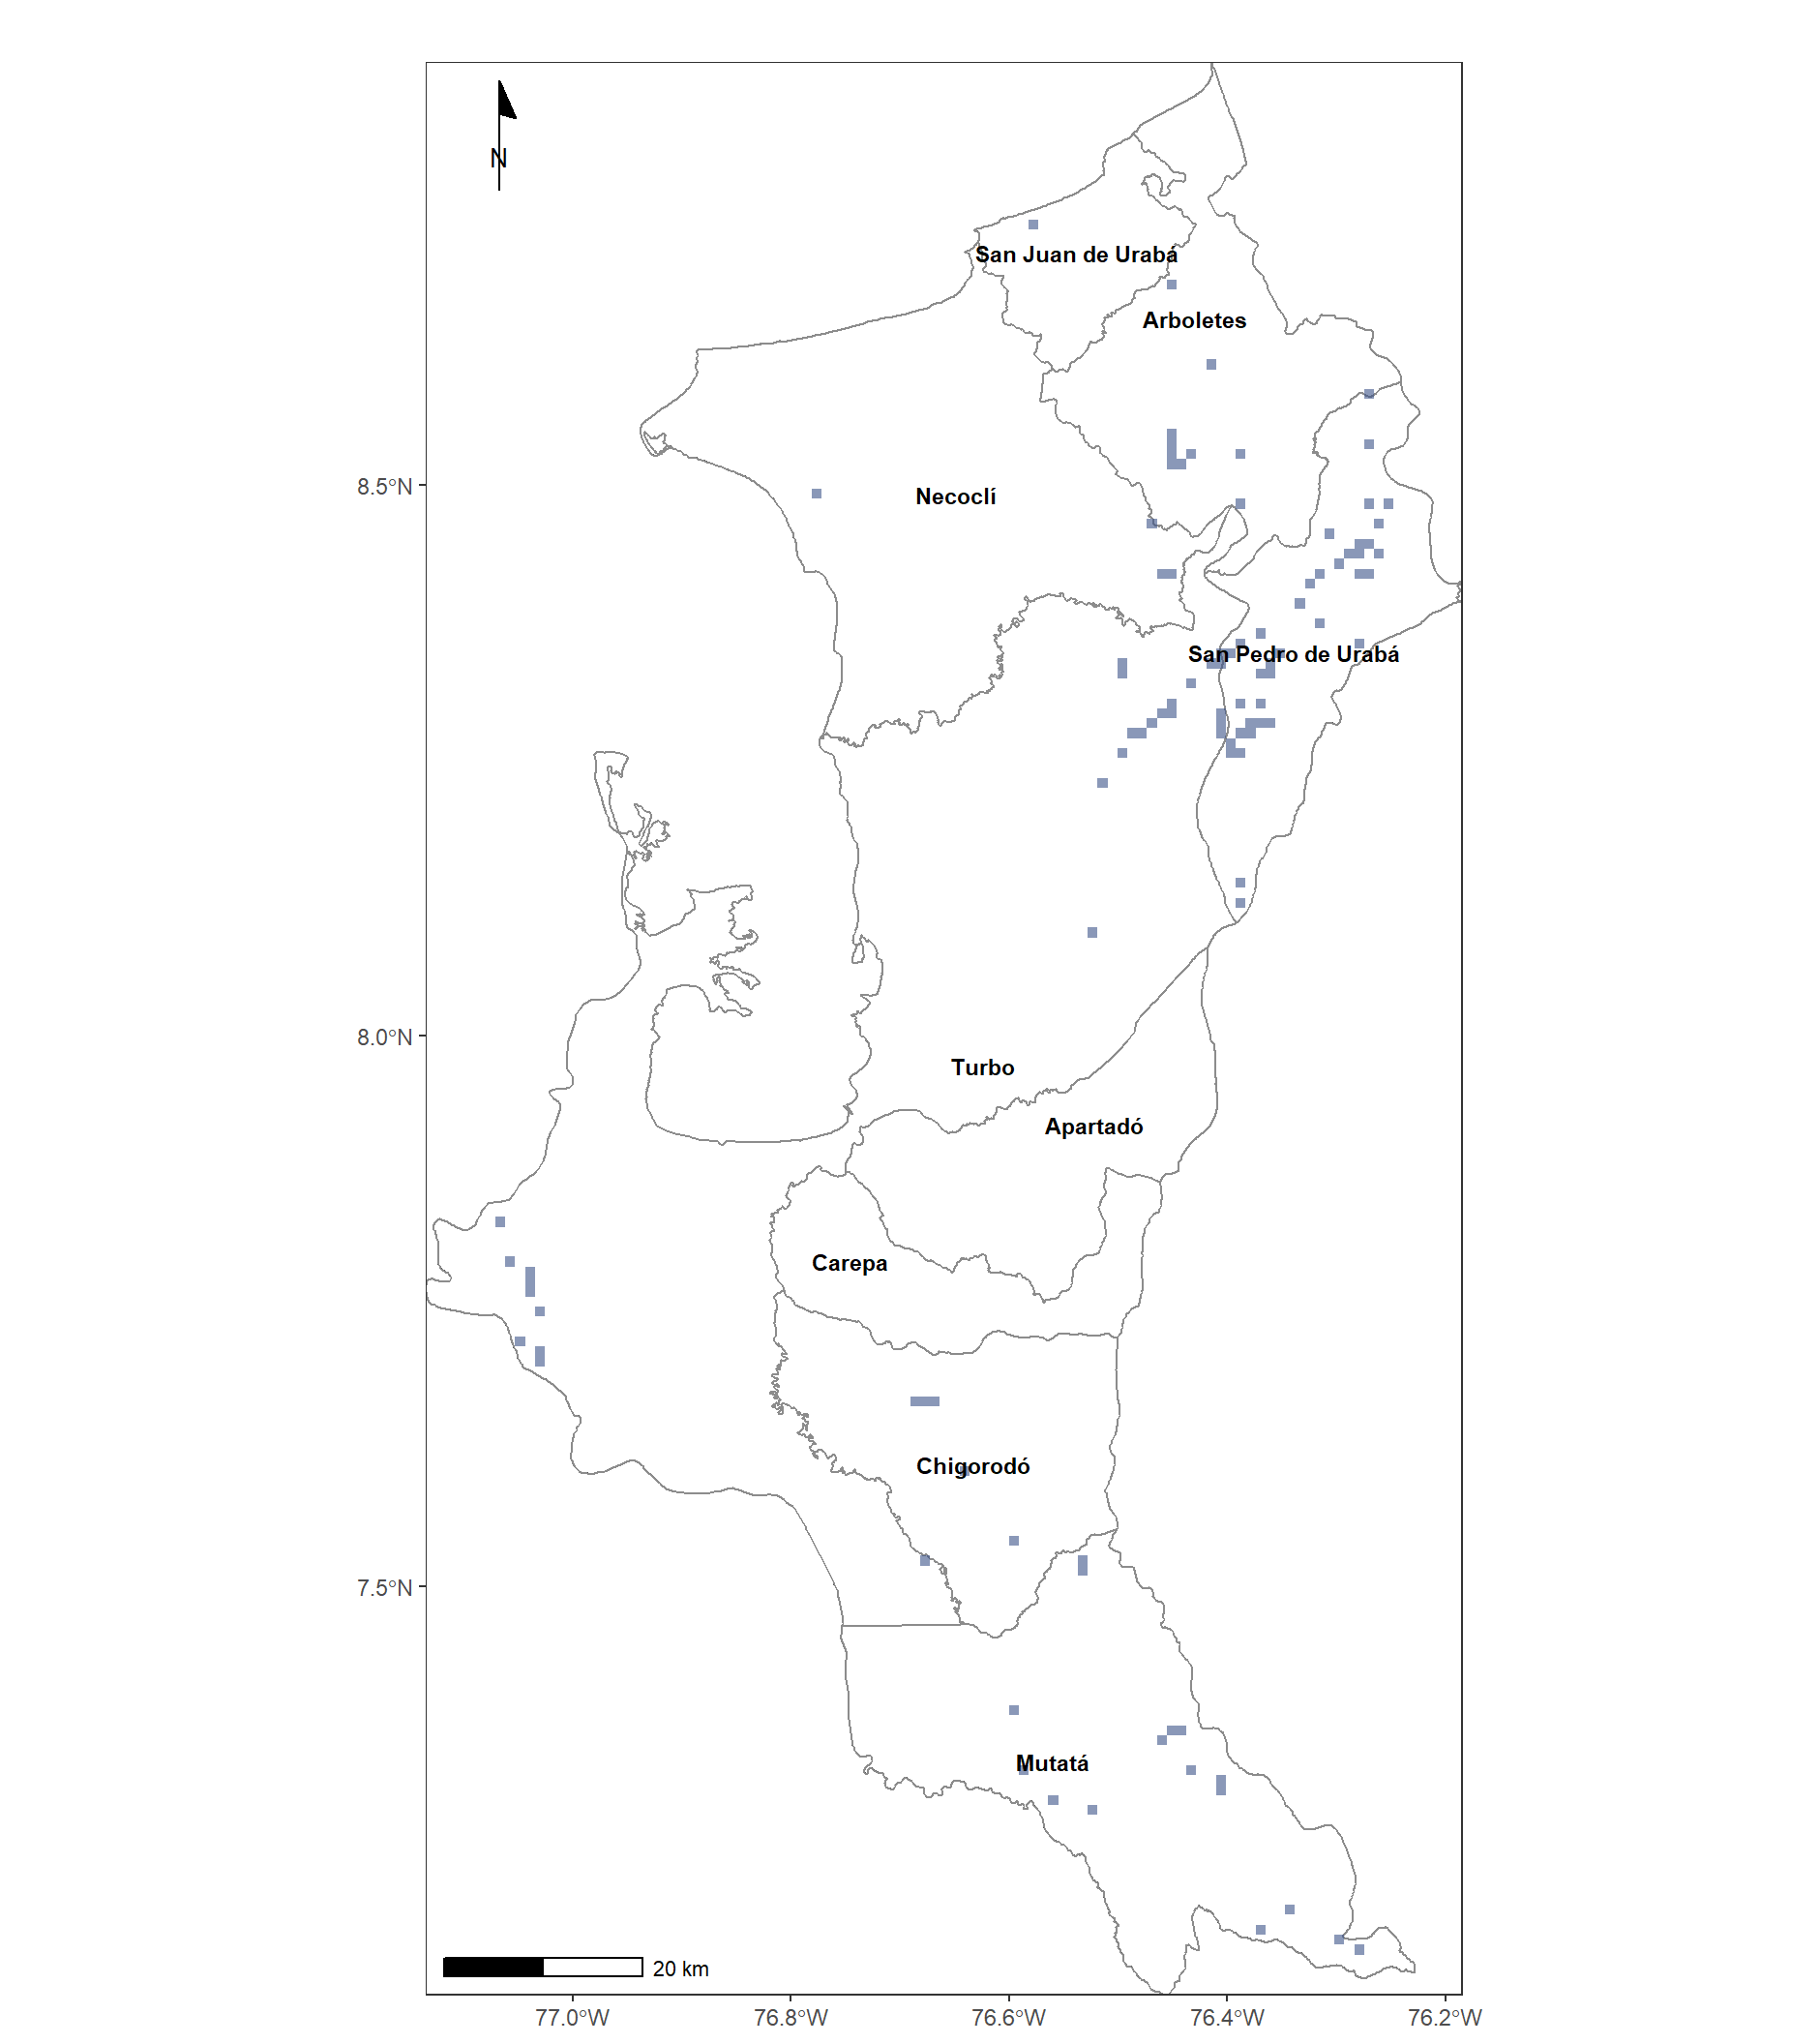 N
San Juan de Urabá
Arboletes
8.5°N
Necoclí
San Pedro de Urabá
8.0°N
Turbo
Apartadó
Carepa
Chigorodó
7.5°N
Mutatá
20 km
77.0°W 76.8°W 76.6°W 76.4°W 76.2°W